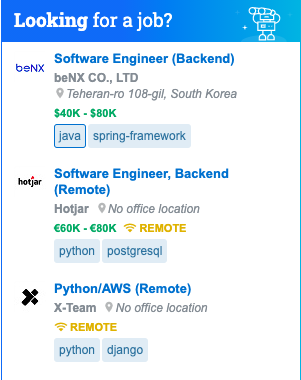 Looking for a job?
beNX
Software Engineer (Backend)
beNX CO., LTD
Teheran-ro 108-gil, South Korea
$40K - $80K
java spring-framework
hotjar
Software Engineer, Backend
(Remote)
Hotjar No office location
€60K - €80K REMOTE
python postgresql
Python/AWS (Remote)
X-Team No office location
REMOTE
python django